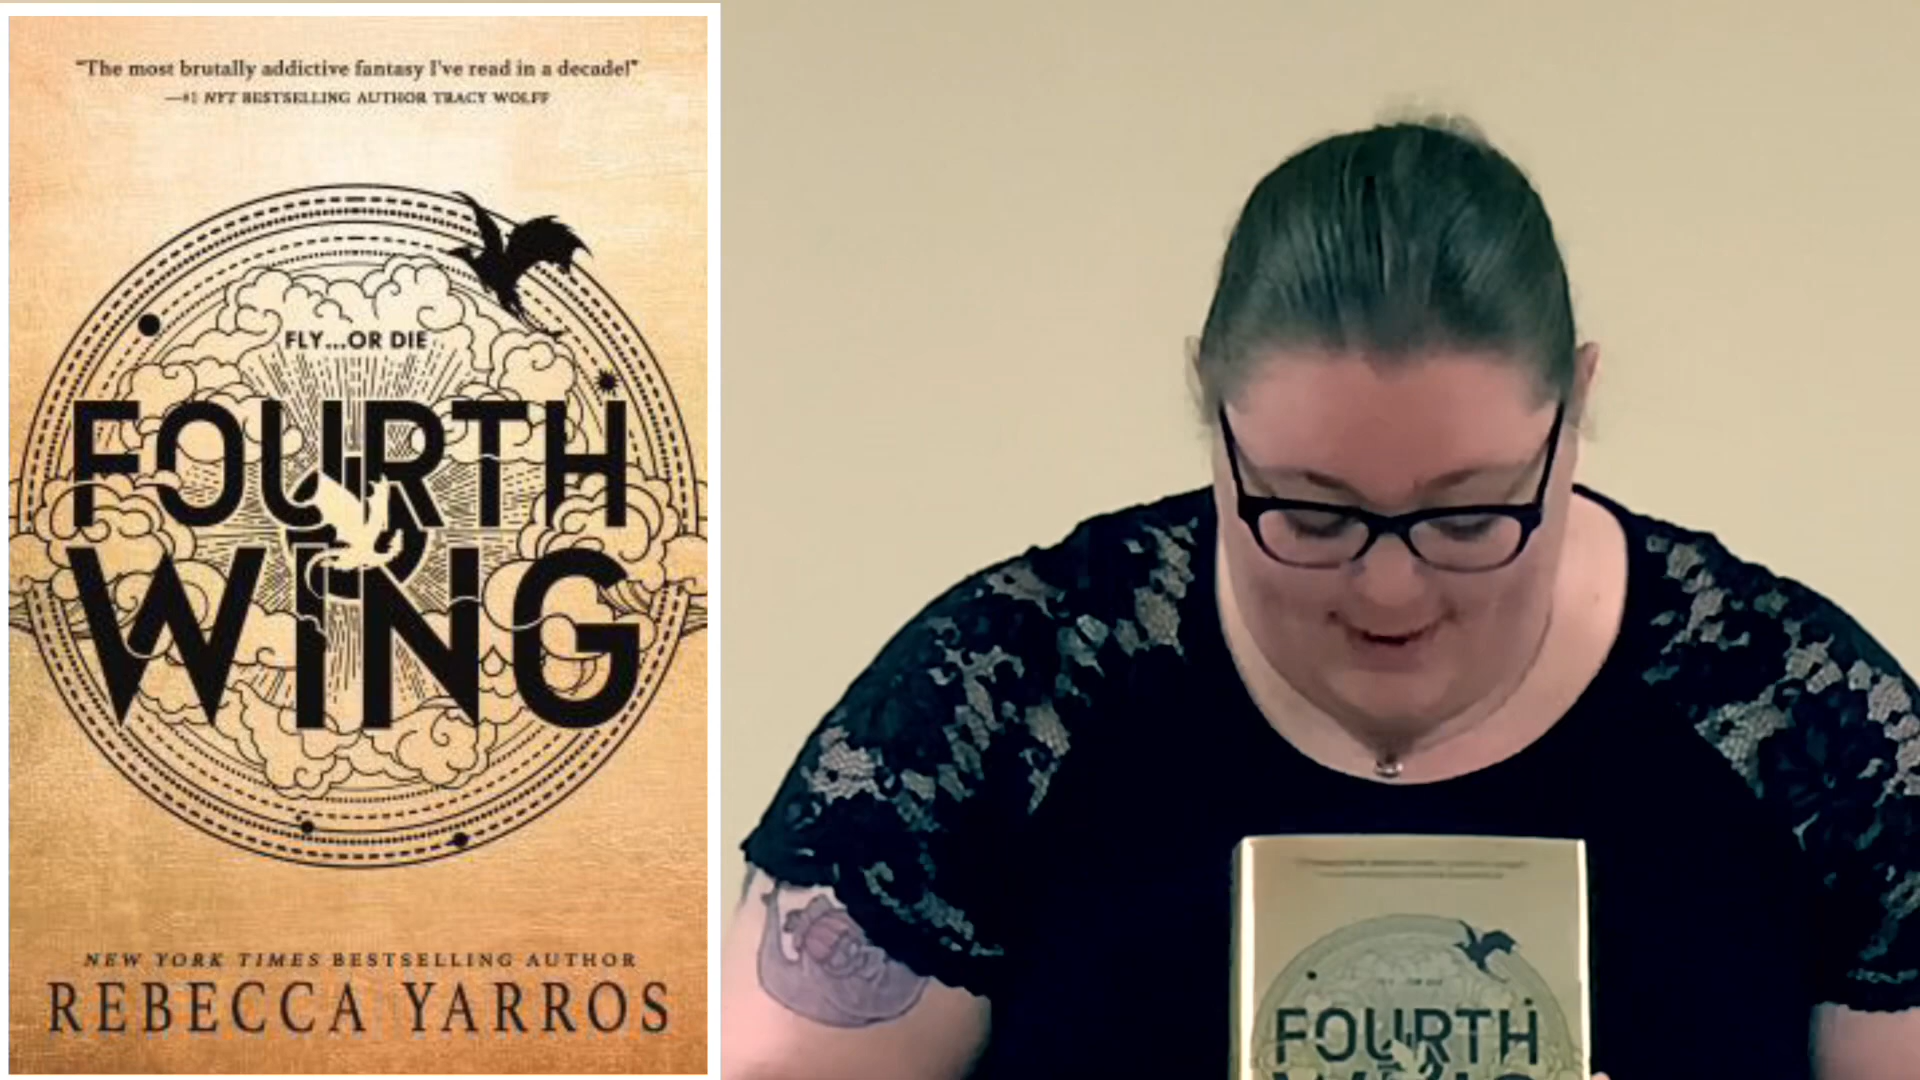 "The most brutally addictive fantasy I've read in a decade!"
—#1 NYT BESTSELLING AUTHOR TRACY WOLFF
FLY...OR DIE
FOURTH
WING
NEW YORK TIMES BESTSELLING AUTHOR
REBECCA YARROS
FOURTH
WING